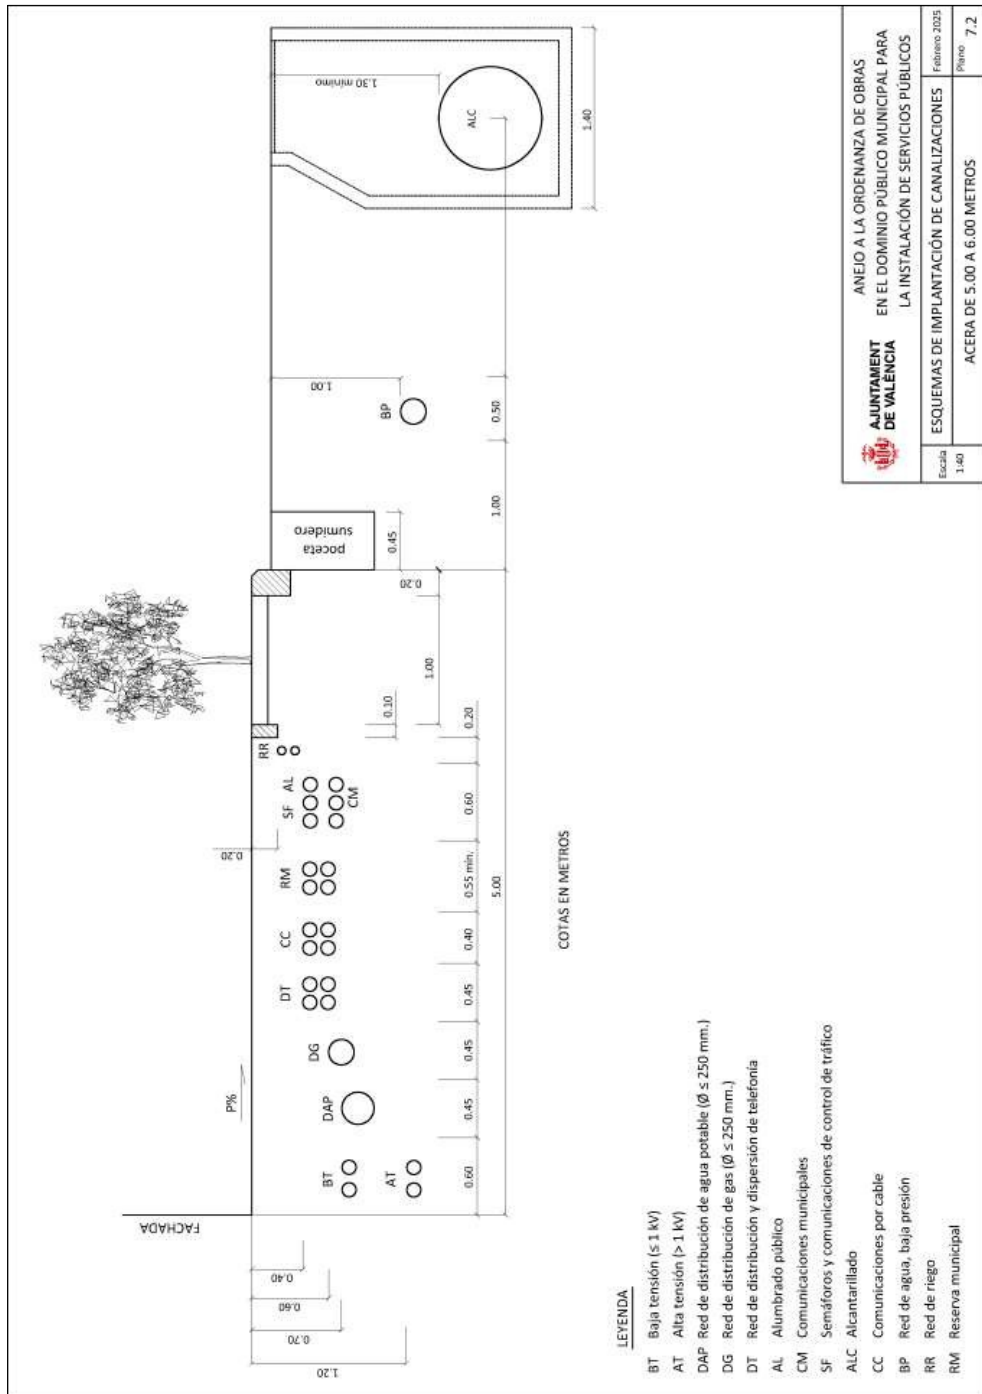 FACHADA
P%
BT
AT
DAP
DG
DT
CC
RM
SF
AL
CM
RR
BP
ALC
poceta
sumidero
0.40
0.60
0.70
1.20
0.20
0.10
1.00
0.20
0.45
1.00
1.30 mínimo
1.40
0.60
0.45
0.45
0.45
0.40
0.55 min.
0.60
0.20
5.00
1.00
0.50
COTAS EN METROS
LEYENDA
BT Baja tensión (≤ 1 kV)
AT Alta tensión (> 1 kV)
DAP Red de distribución de agua potable (Ø ≤ 250 mm.)
DG Red de distribución de gas (Ø ≤ 250 mm.)
DT Red de distribución y dispersión de telefonía
AL Alumbrado público
CM Comunicaciones municipales
SF Semáforos y comunicaciones de control de tráfico
ALC Alcantarillado
CC Comunicaciones por cable
BP Red de agua, baja presión
RR Red de riego
RM Reserva municipal
AJUNTAMENT
DE VALÈNCIA
ANEJO A LA ORDENANZA DE OBRAS
EN EL DOMINIO PÚBLICO MUNICIPAL PARA
LA INSTALACIÓN DE SERVICIOS PÚBLICOS
Escala
1:40
ESQUEMAS DE IMPLANTACIÓN DE CANALIZACIONES
ACERA DE 5.00 A 6.00 METROS
Febrero 2025
Plano 7.2